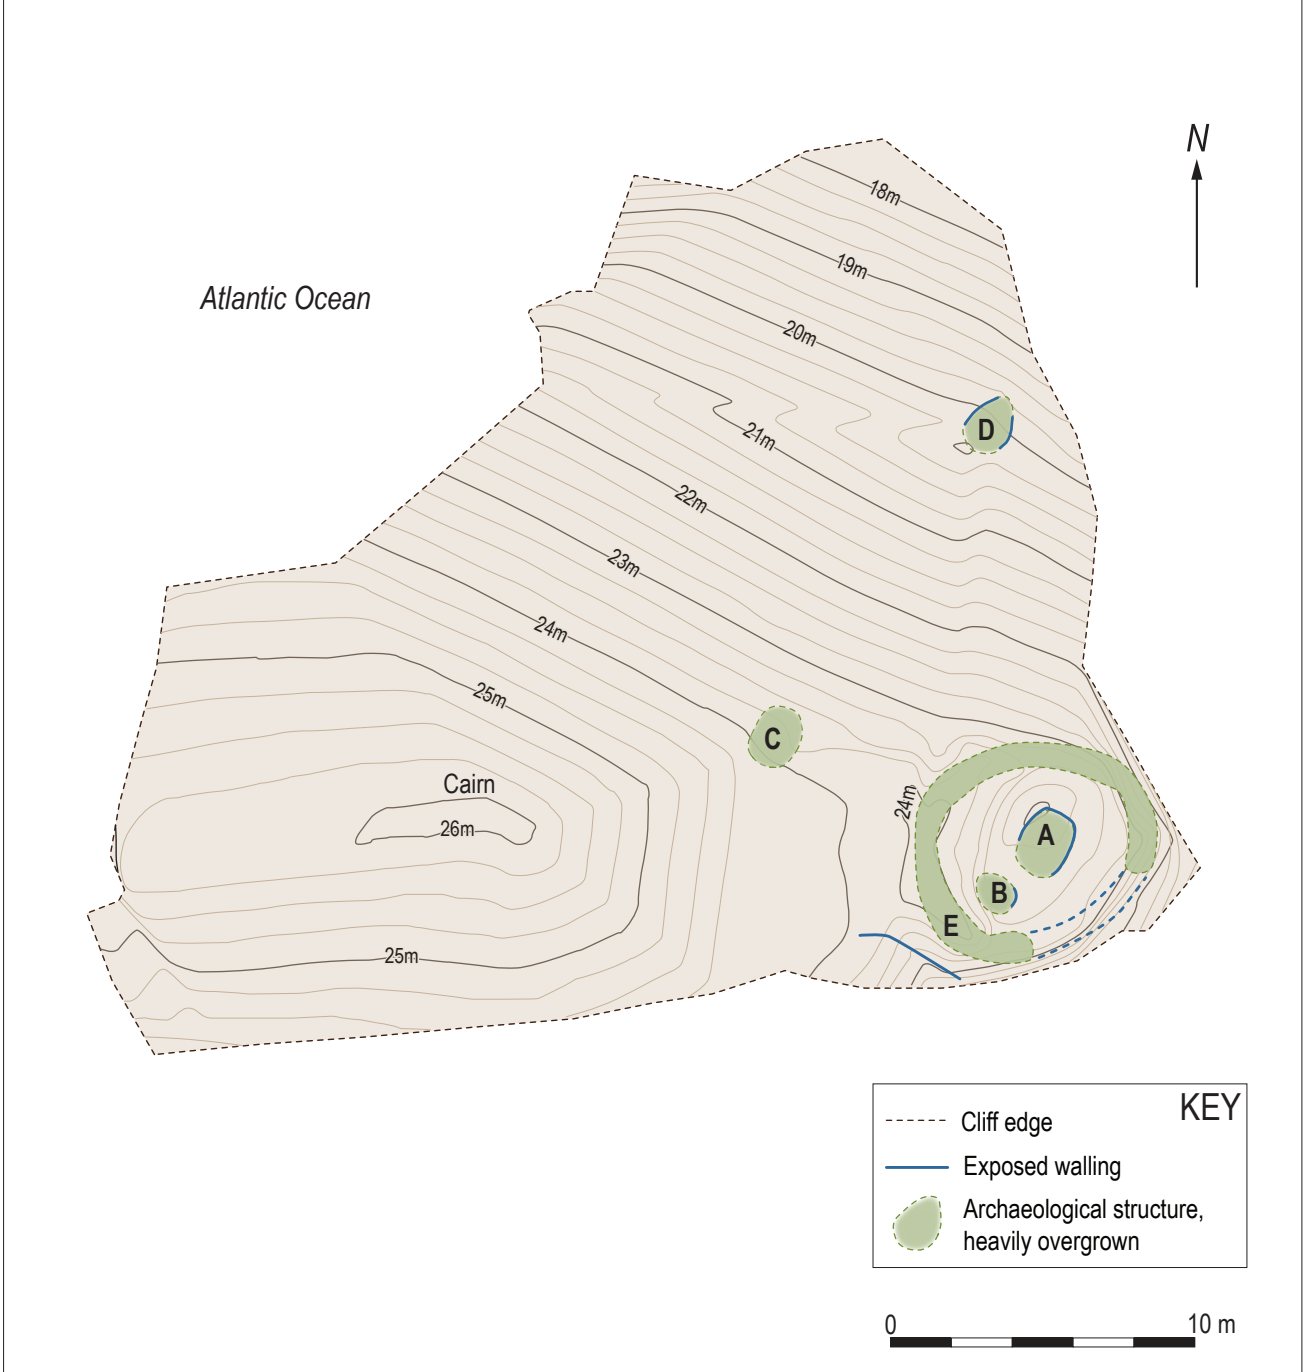 N
18m
19m
Atlantic Ocean
20m
D
21m
22m
23m
24m
25m
C
Cairn
24m
26m
A
B
E
25m
KEY
Cliff edge
Exposed walling
Archaeological structure,
heavily overgrown
0 10 m